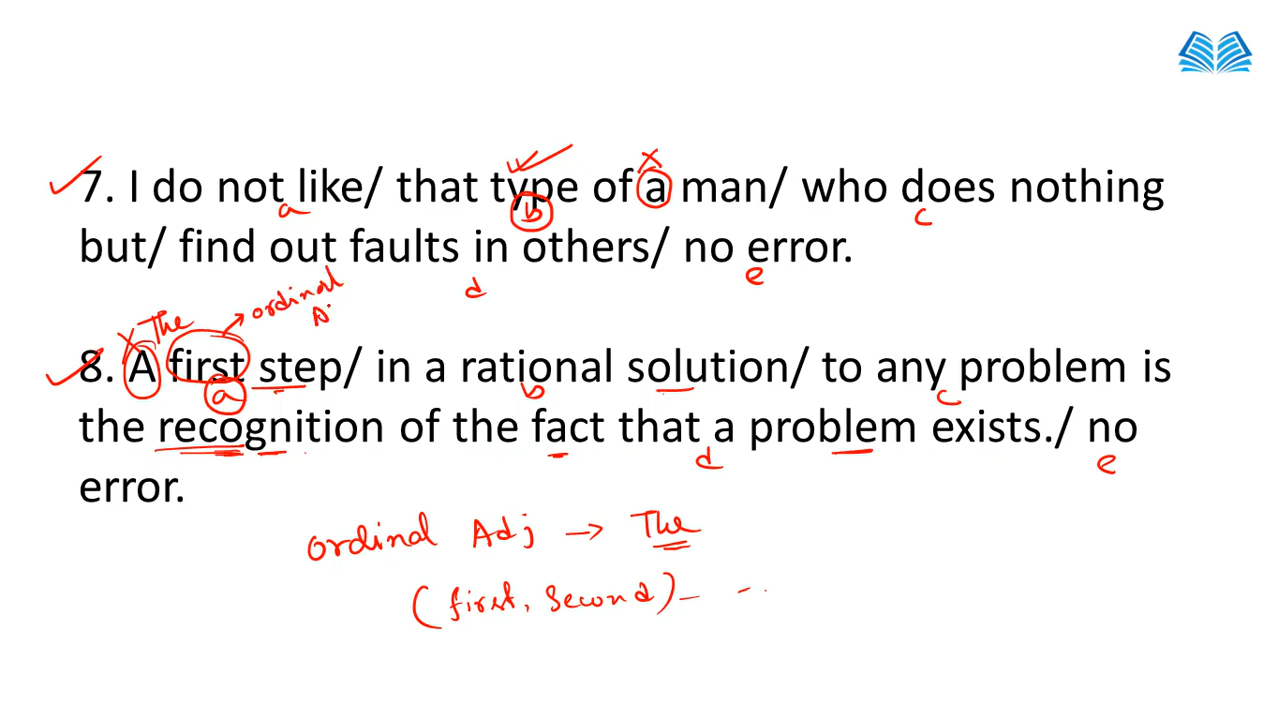 7. I do not like/ that type of a man/ who does nothing
a b c
but/ find out faults in others/ no error.
d e
ordinal
A
The
8. A first step/ in a rational solution/ to any problem is
a b c
the recognition of the fact that a problem exists./ no
d e
error.
ordinal Adj → The
(first, second) - -